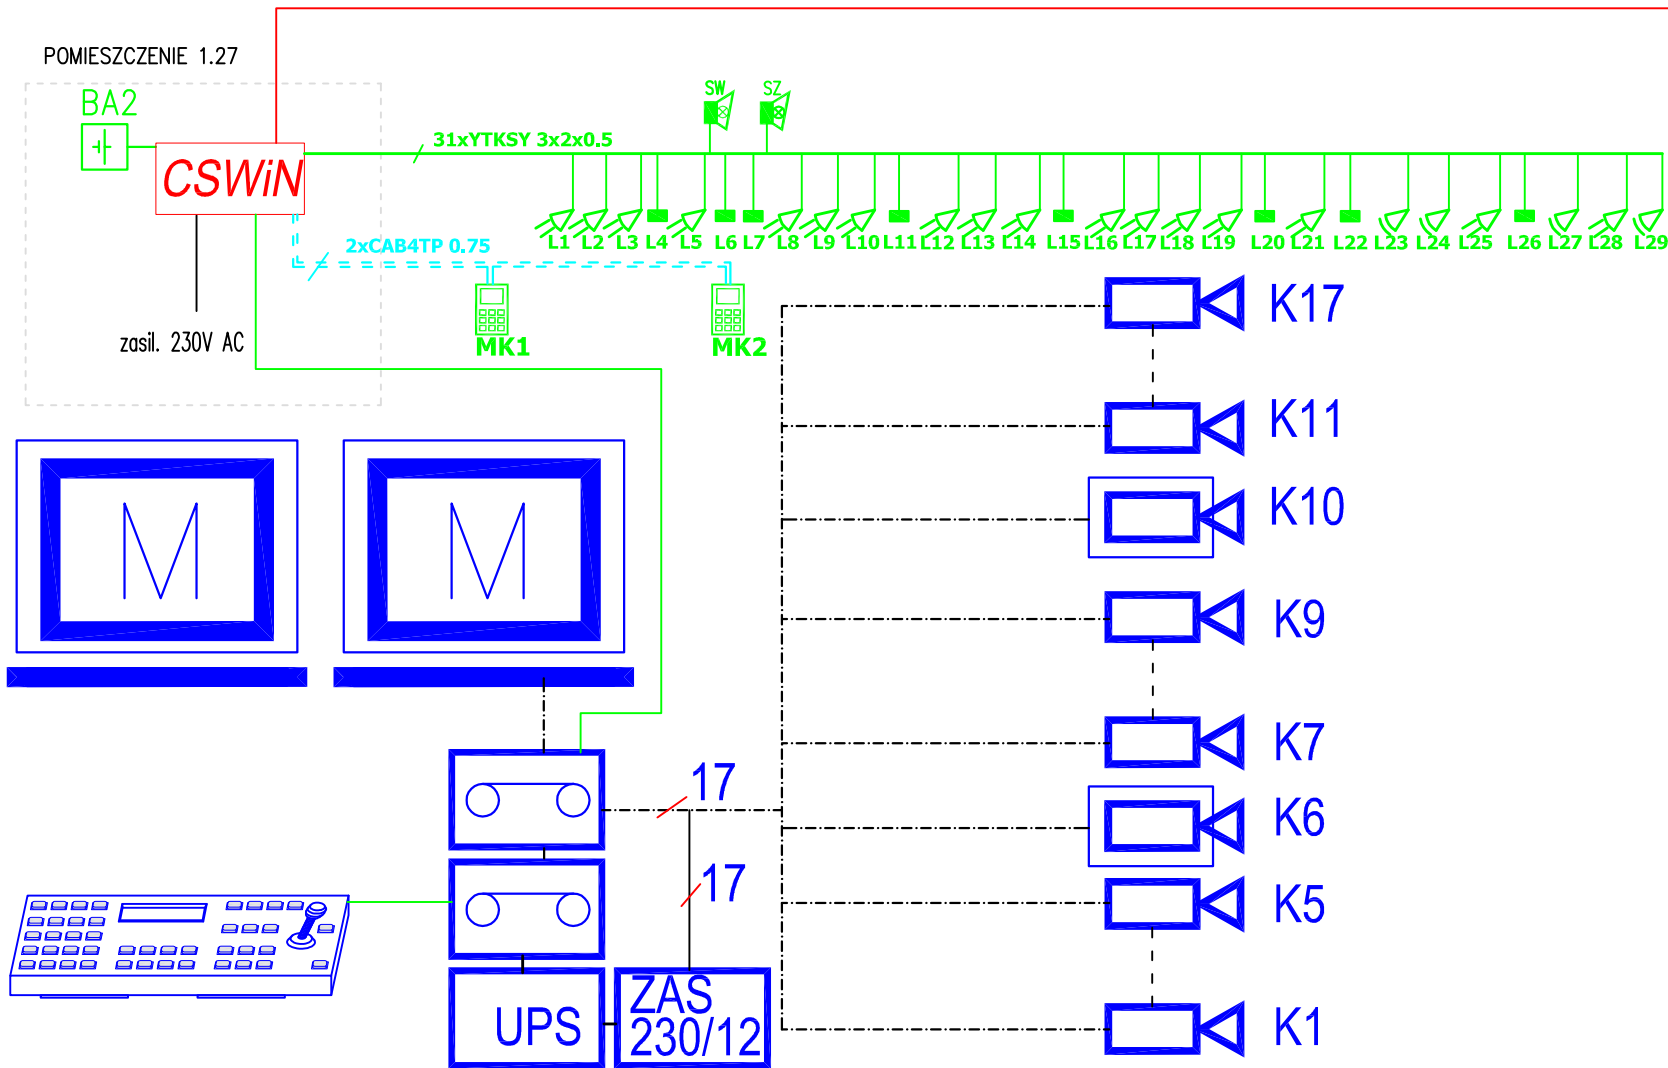 POMIESZCZENIE 1.27
BA2
SW
SZ
31xYTKSY 3x2x0.5
CSWiN
L1 L2 L3 L4 L5 L6 L7 L8 L9 L10 L11 L12 L13 L14 L15 L16 L17 L18 L19 L20 L21 L22 L23 L24 L25 L26 L27 L28 L29
2xCAB4TP 0.75
zasil. 230V AC
MK1
MK2
K17
K11
K10
M
M
K9
K7
17
K6
17
K5
ZAS
230/12
UPS
K1